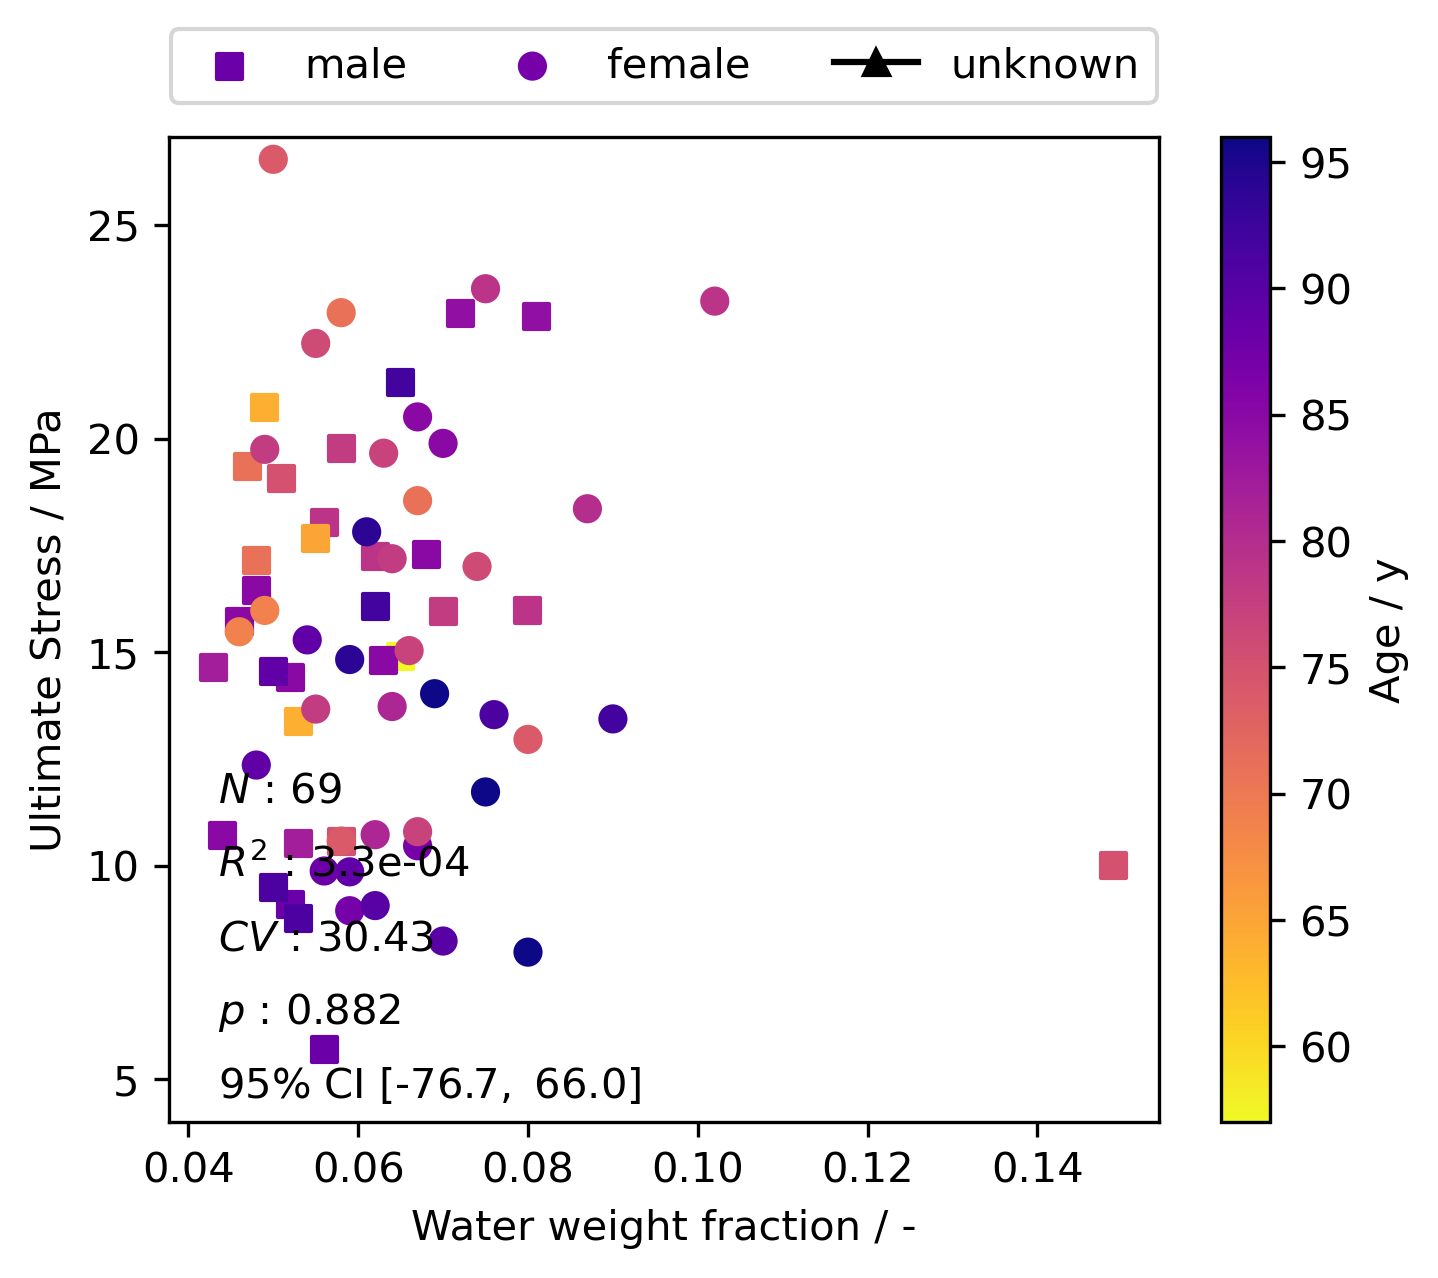 male female unknown
25
20
15
10
5
Ultimate Stress / MPa
N : 69
R² : 3.3e-04
CV : 30.43
p : 0.882
95% CI [-76.7, 66.0]
0.04 0.06 0.08 0.10 0.12 0.14
Water weight fraction / -
95
90
85
80
75
70
65
60
Age / y